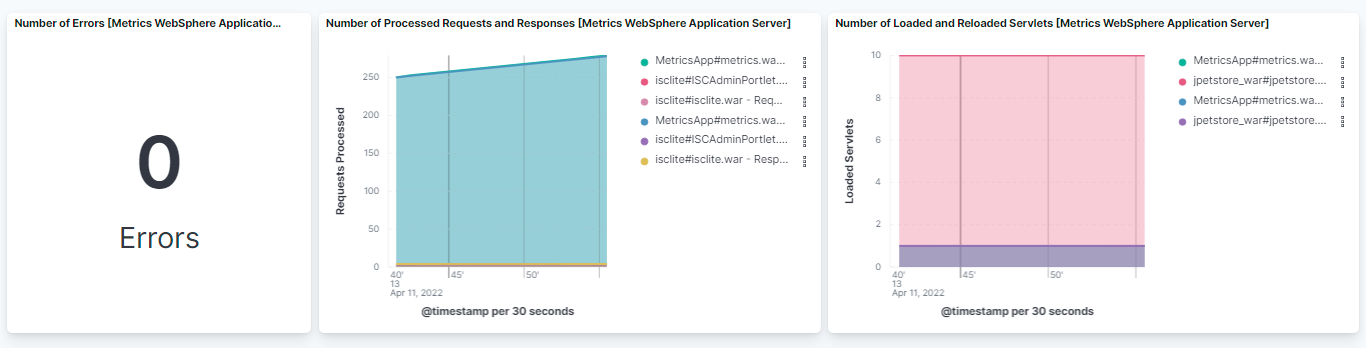 Number of Errors [Metrics WebSphere Applicatio...
0
Errors
Number of Processed Requests and Responses [Metrics WebSphere Application Server]
Requests Processed
250
200
150
100
50
0
40'
45'
50'
13
Apr 11, 2022
@timestamp per 30 seconds
MetricsApp#metrics.wa...
isclite#ISCAdminPortlet....
isclite#isclite.war - Req...
MetricsApp#metrics.wa...
isclite#ISCAdminPortlet....
isclite#isclite.war - Resp...
Number of Loaded and Reloaded Servlets [Metrics WebSphere Application Server]
Loaded Servlets
10
8
6
4
2
0
40'
45'
50'
13
Apr 11, 2022
@timestamp per 30 seconds
MetricsApp#metrics.wa...
jpetstore_war#jpetstore....
MetricsApp#metrics.wa...
jpetstore_war#jpetstore....